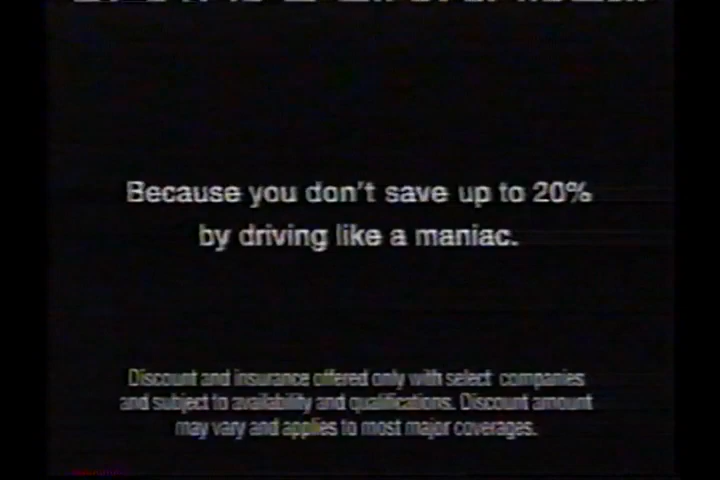 Because you don't save up to 20%
by driving like a maniac.
Discount and insurance offered only with select companies
and subject to availability and qualifications. Discount amount
may vary and applies to most major coverages.